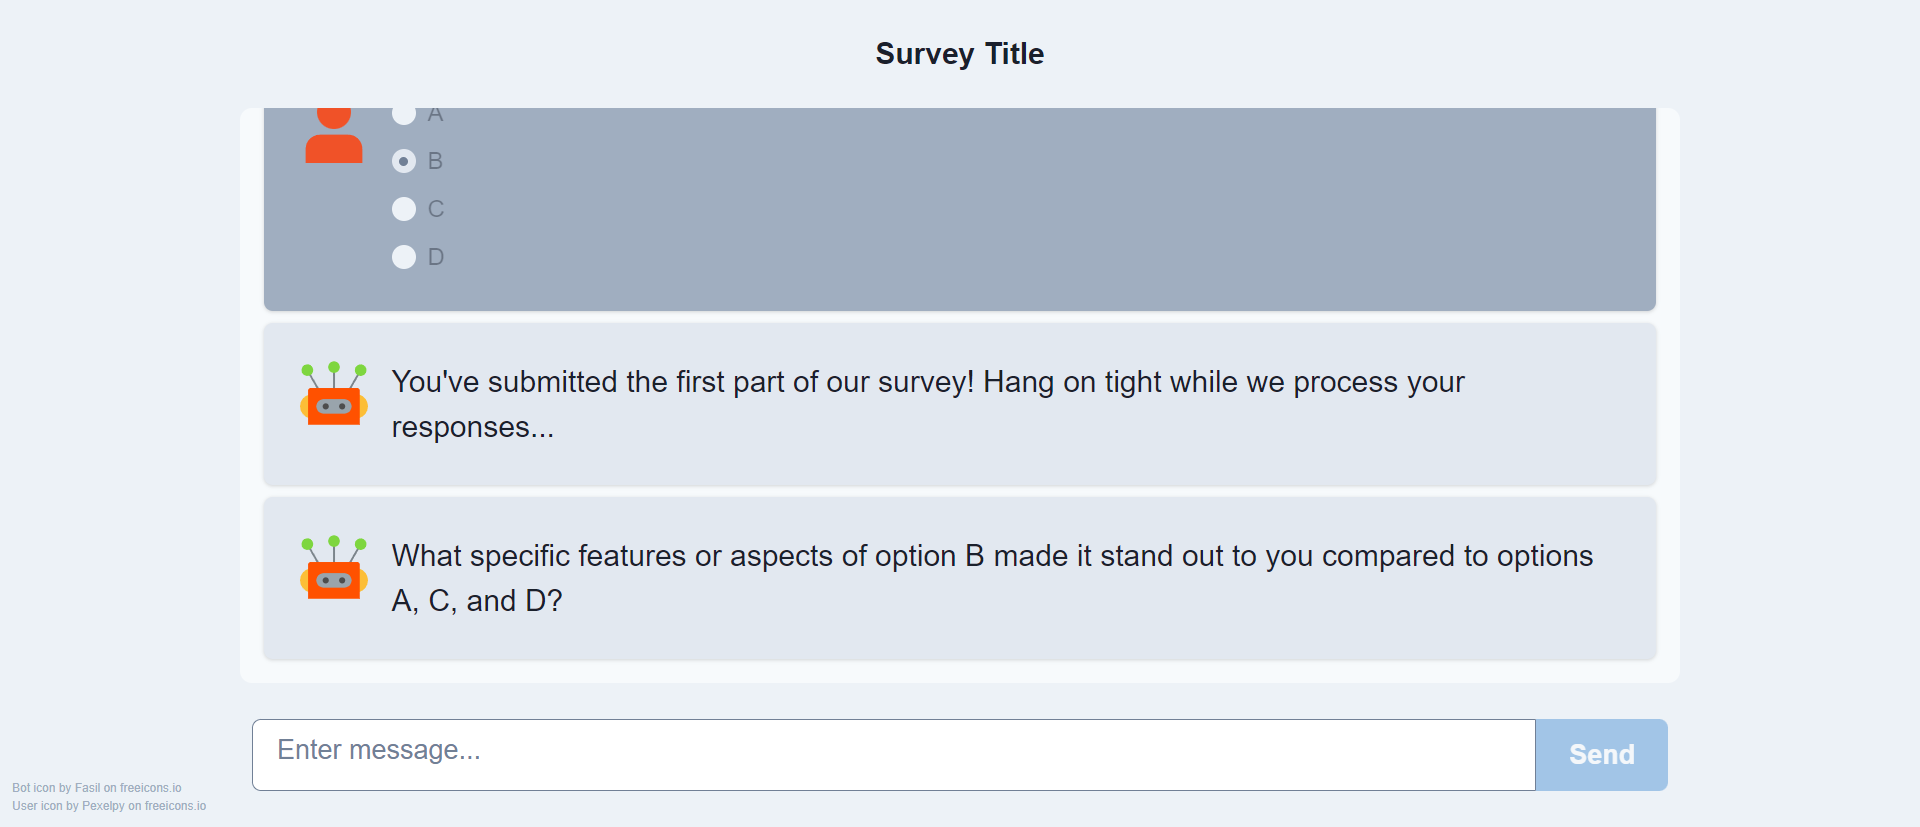 Survey Title
A
B
C
D
You've submitted the first part of our survey! Hang on tight while we process your
responses...
What specific features or aspects of option B made it stand out to you compared to options
A, C, and D?
Enter message...
Send
Bot icon by Fasil on freeicons.io
User icon by Pexelpy on freeicons.io